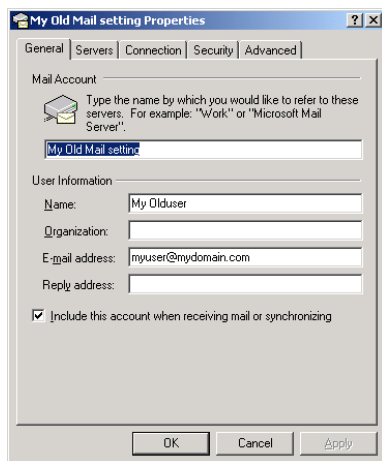 My Old Mail setting Properties
General Servers Connection Security Advanced
Mail Account
Type the name by which you would like to refer to these
servers. For example: "Work" or "Microsoft Mail
Server".
My Old Mail setting
User Information
Name: My Olduser
Organization:
E-mail address: myuser@mydomain.com
Reply address:
Include this account when receiving mail or synchronizing
OK Cancel Apply